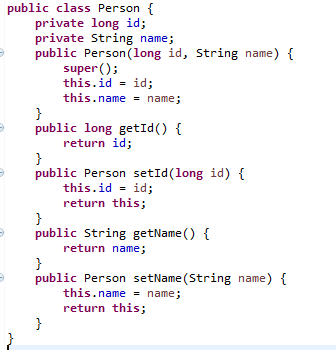 public class Person {
    private long id;
    private String name;
    public Person(long id, String name) {
        super();
        this.id = id;
        this.name = name;
    }
    public long getId() {
        return id;
    }
    public Person setId(long id) {
        this.id = id;
        return this;
    }
    public String getName() {
        return name;
    }
    public Person setName(String name) {
        this.name = name;
        return this;
    }
}